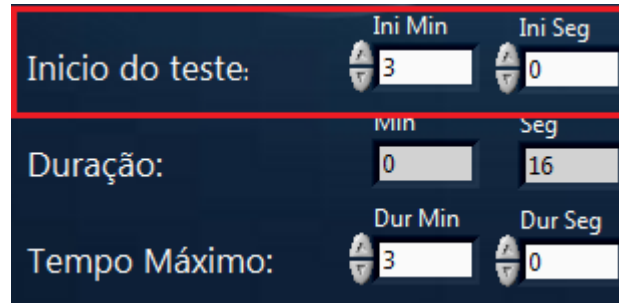 Ini Min Ini Seg
Inicio do teste: 3 0
Min Seg
Duração: 0 16
Dur Min Dur Seg
Tempo Máximo: 3 0